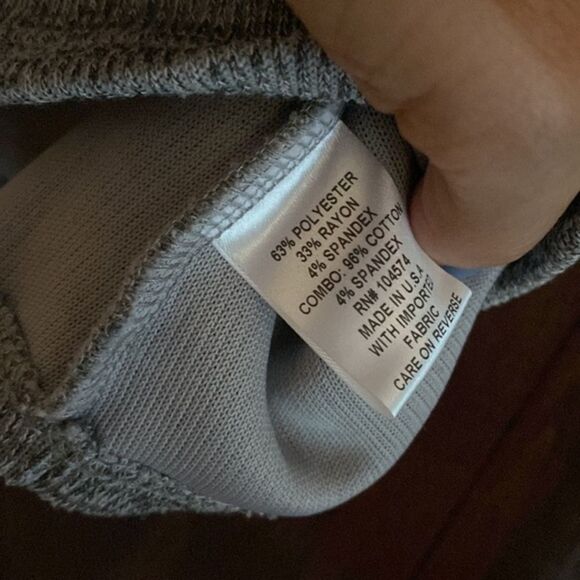 63% POLYESTER
33% RAYON
4% SPANDEX
COMBO: 96% COTTON
4% SPANDEX
RN# 104574
MADE IN U.S.A
WITH IMPORTED
FABRIC
CARE ON REVERSE